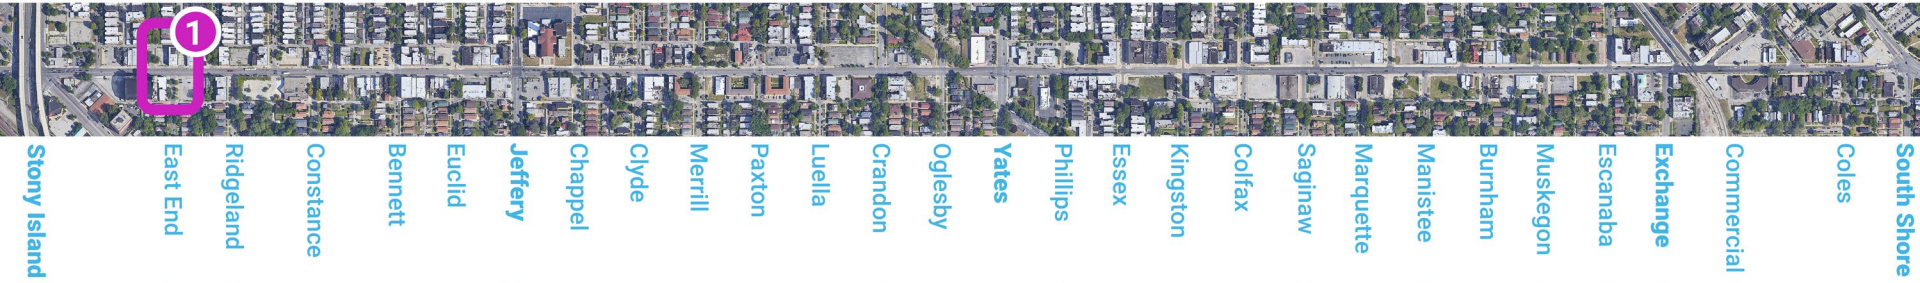 1
Stony Island
East End
Ridgeland
Constance
Bennett
Euclid
Jeffery
Chappel
Clyde
Merrill
Paxton
Luella
Crandon
Oglesby
Yates
Phillips
Essex
Kingston
Colfax
Saginaw
Marquette
Manistee
Burnham
Muskegon
Escanaba
Exchange
Commercial
Coles
South Shore